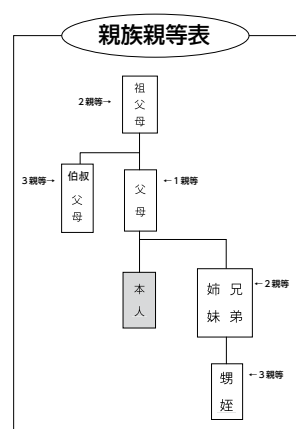 親族親等表
2親等→
祖父母
3親等→
伯叔父母
父母
←1親等
本人
兄弟
姉妹
←2親等
甥姪
←3親等